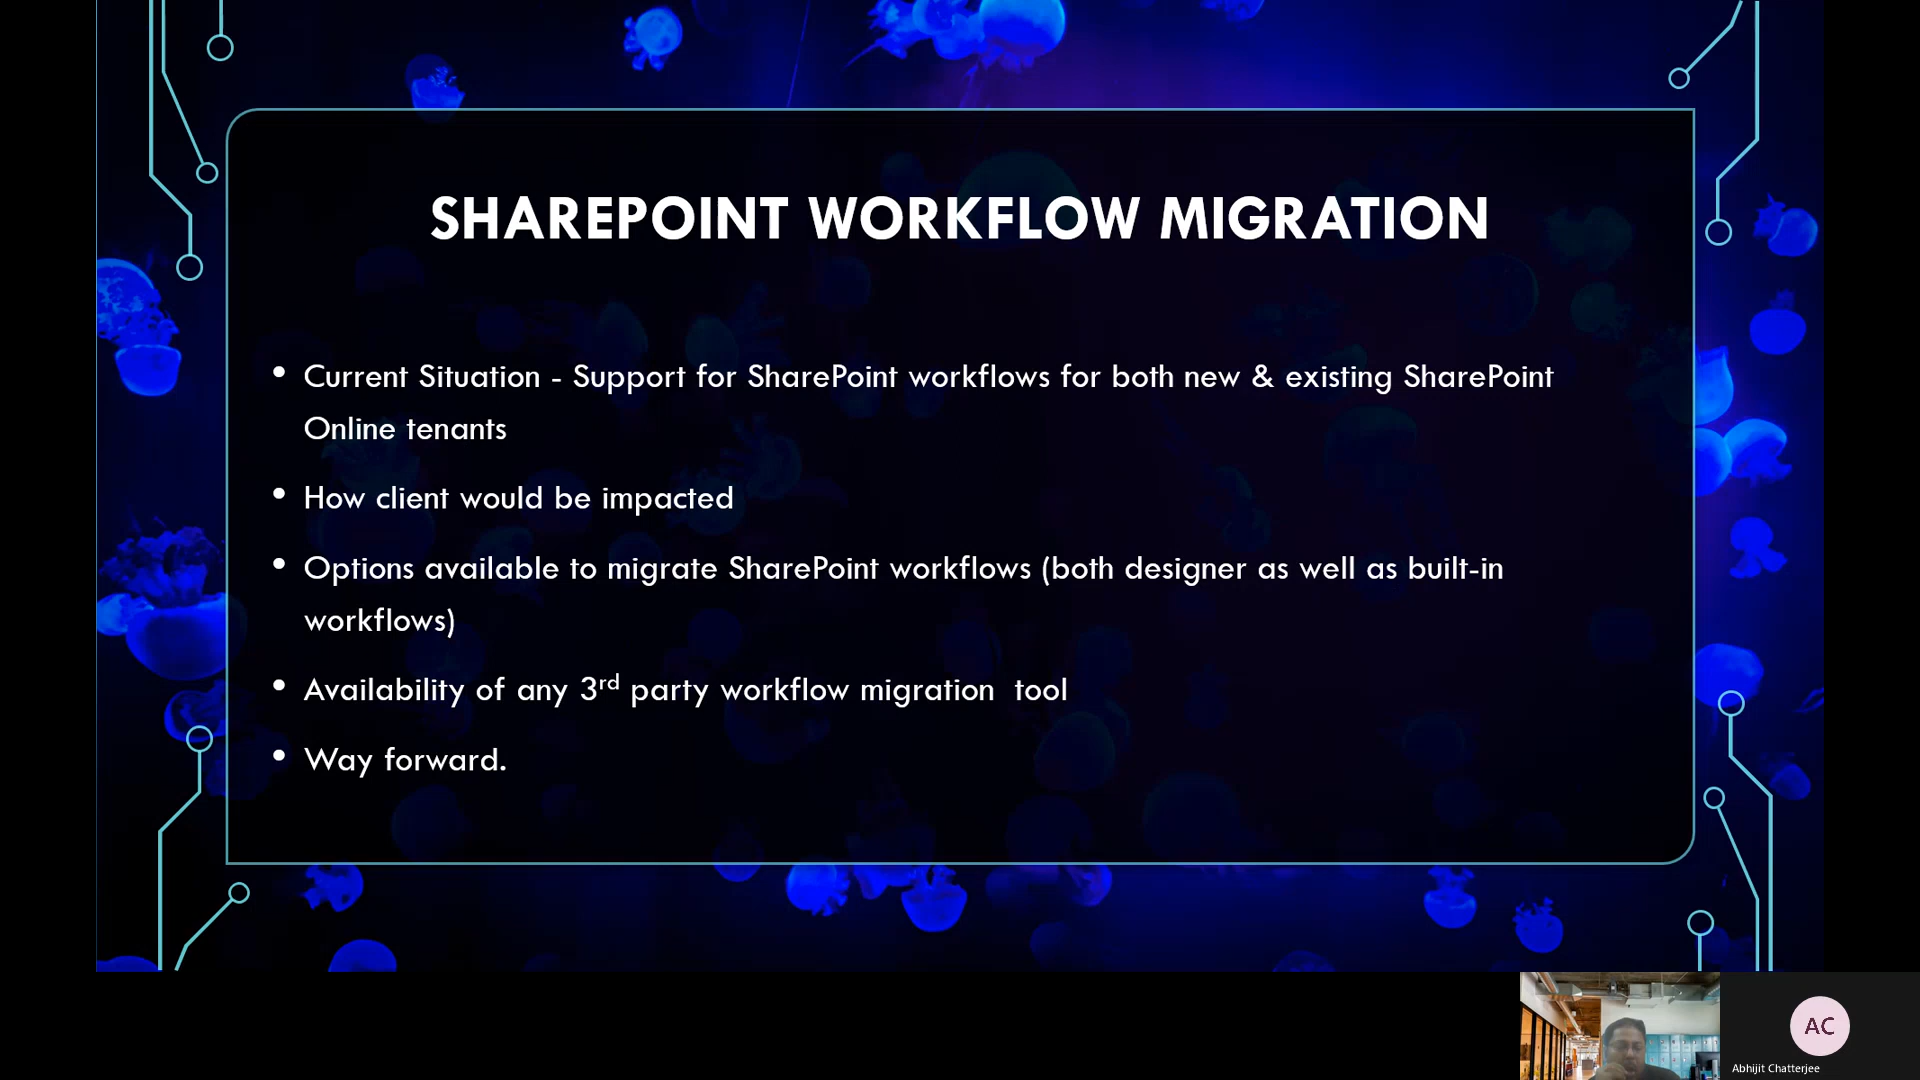 SHAREPOINT WORKFLOW MIGRATION
• Current Situation - Support for SharePoint workflows for both new & existing SharePoint
Online tenants
• How client would be impacted
• Options available to migrate SharePoint workflows (both designer as well as built-in
workflows)
• Availability of any 3rd party workflow migration  tool
• Way forward.
AC
Abhijit Chatterjee